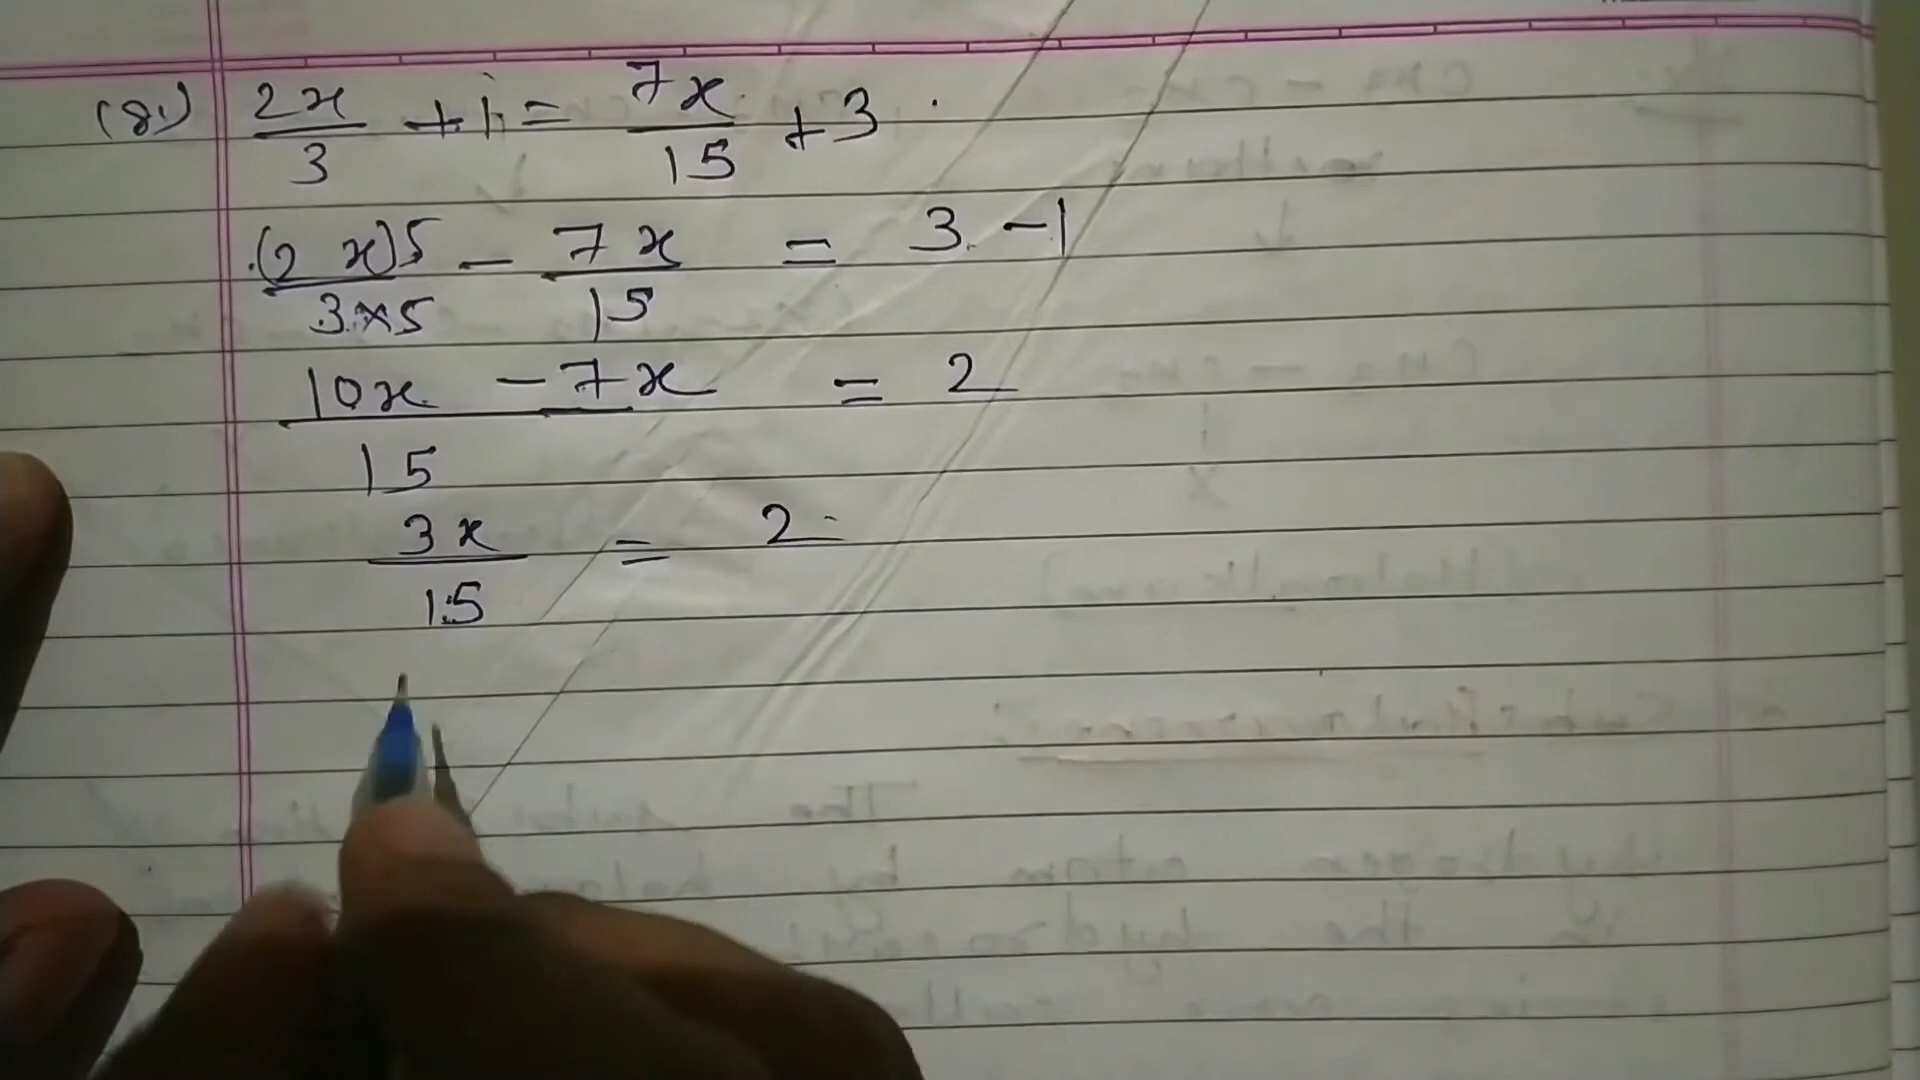 (8.) 2x/3 + 1 = 7x/15 + 3
(2x)5/3×5 - 7x/15 = 3 - 1
10x - 7x/15 = 2
3x/15 = 2